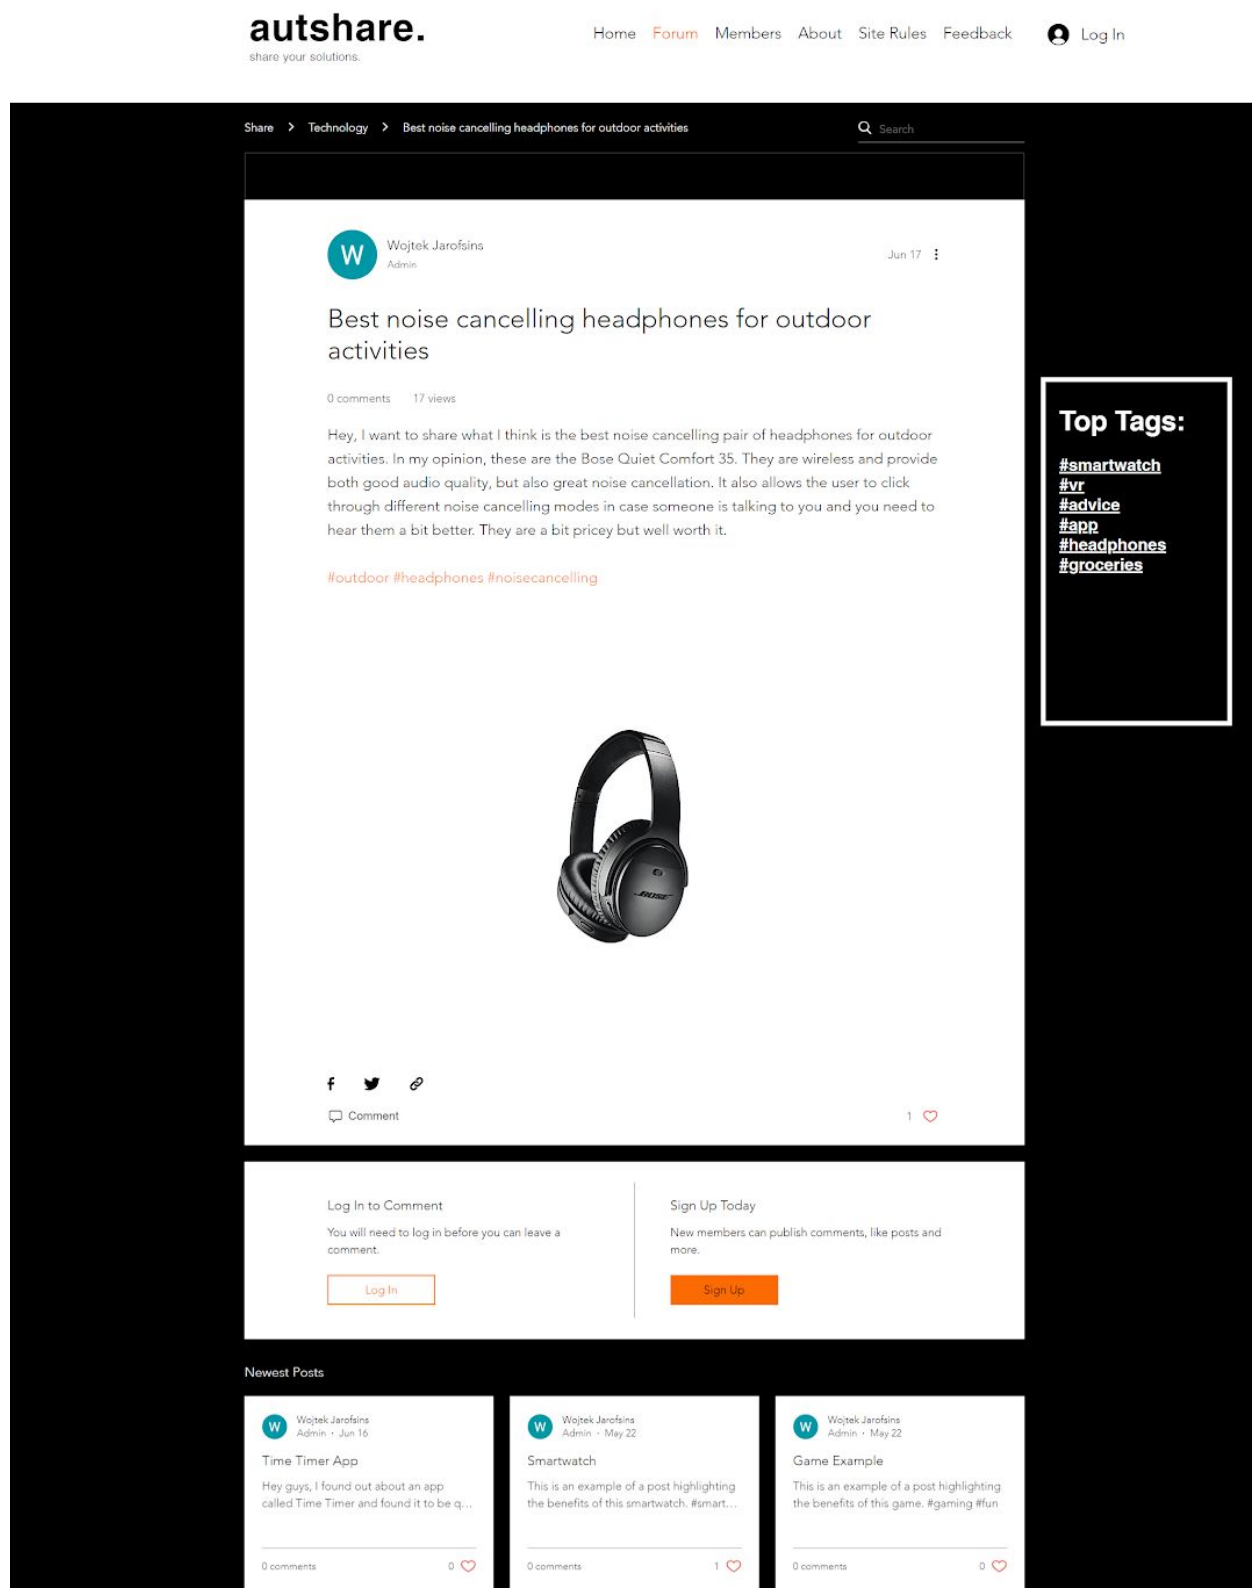 autshare.
share your solutions.
Home Forum Members About Site Rules Feedback Log In
Share > Technology > Best noise cancelling headphones for outdoor activities
Search
W
Wojtek Jarofsins
Admin
Jun 17
Best noise cancelling headphones for outdoor
activities
0 comments 17 views
Hey, I want to share what I think is the best noise cancelling pair of headphones for outdoor
activities. In my opinion, these are the Bose Quiet Comfort 35. They are wireless and provide
both good audio quality, but also great noise cancellation. It also allows the user to click
through different noise cancelling modes in case someone is talking to you and you need to
hear them a bit better. They are a bit pricey but well worth it.
#outdoor #headphones #noisecancelling
Top Tags:
#smartwatch
#vr
#advice
#app
#headphones
#groceries
BOSE
Comment
1
Log In to Comment
You will need to log in before you can leave a
comment.
Log In
Sign Up Today
New members can publish comments, like posts and
more.
Sign Up
Newest Posts
W
Wojtek Jarofsins
Admin · Jun 16
Time Timer App
Hey guys, I found out about an app
called Time Timer and found it to be q...
0 comments 0
W
Wojtek Jarofsins
Admin · May 22
Smartwatch
This is an example of a post highlighting
the benefits of this smartwatch. #smart...
0 comments 1
W
Wojtek Jarofsins
Admin · May 22
Game Example
This is an example of a post highlighting
the benefits of this game. #gaming #fun
0 comments 0